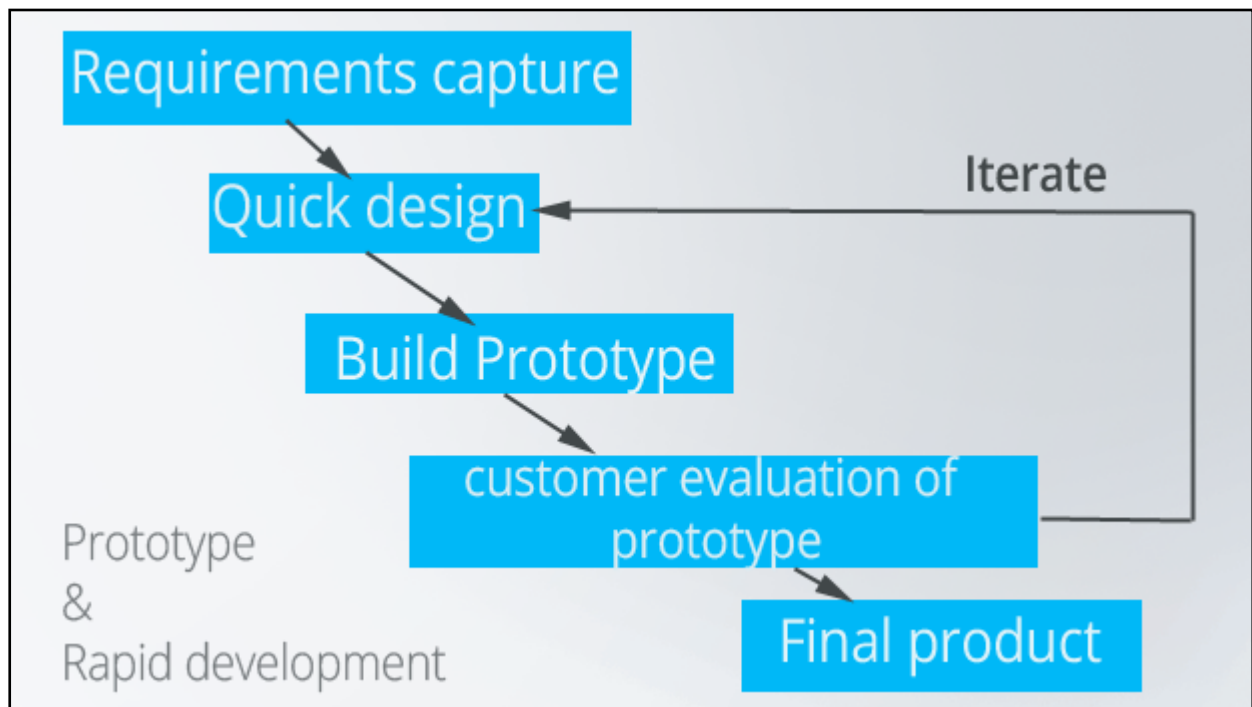 Requirements capture
Iterate
Quick design
Build Prototype
customer evaluation of
prototype
Prototype
&
Rapid development
Final product